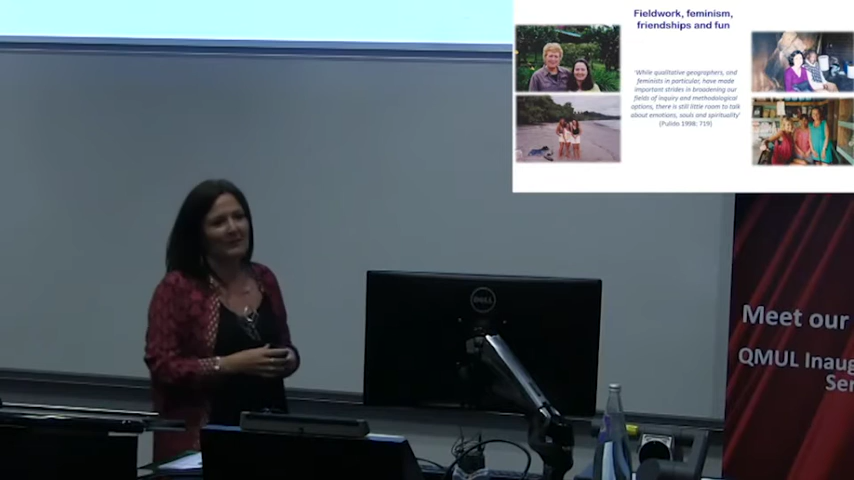 Fieldwork, feminism,
friendships and fun
'While qualitative geographers, and
feminists in particular, have made
important strides in broadening our
fields of inquiry and methodological
options, there is still little room to talk
about emotions, souls and spirituality'
(Pulido 1998: 719)
DELL
Meet our
QMUL Inaug
Ser